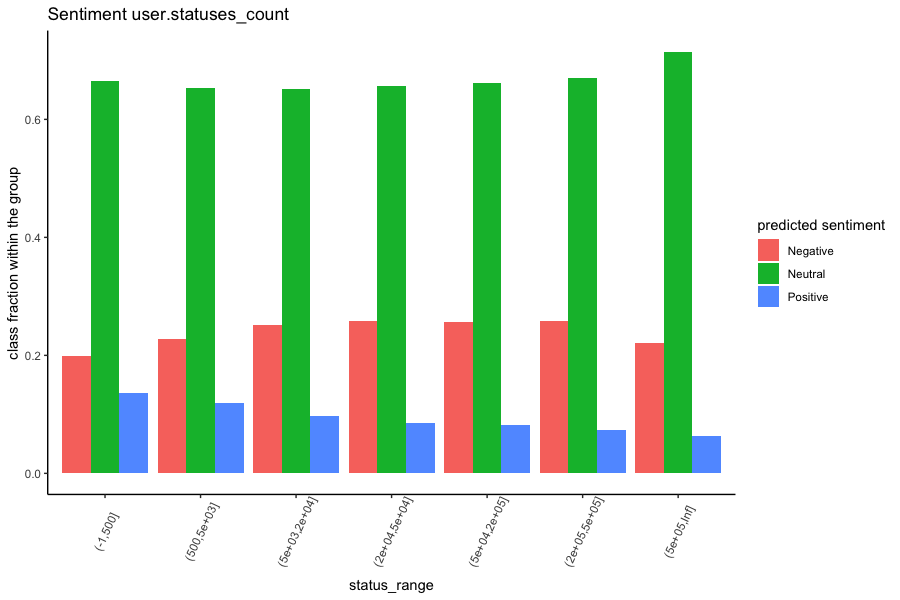 Sentiment user.statuses_count
class fraction within the group
0.6
0.4
0.2
0.0
(-1,500]
(500,5e+03]
(5e+03,2e+04]
(2e+04,5e+04]
(5e+04,2e+05]
(2e+05,5e+05]
(5e+05,Inf]
status_range
predicted sentiment
Negative
Neutral
Positive